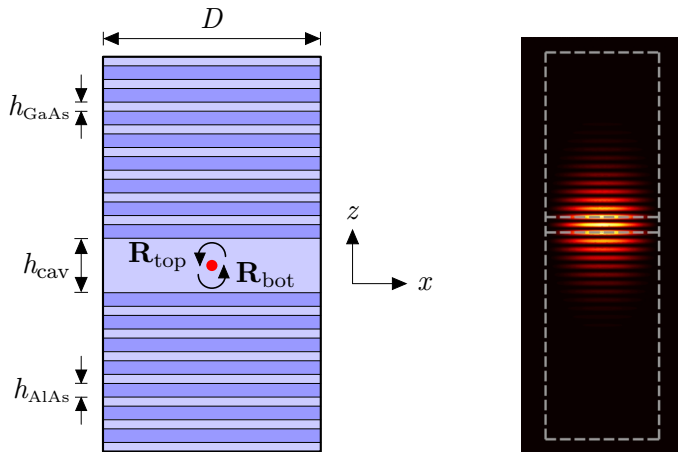 D
h_GaAs
z
R_top
h_cav
R_bot
x
h_AlAs